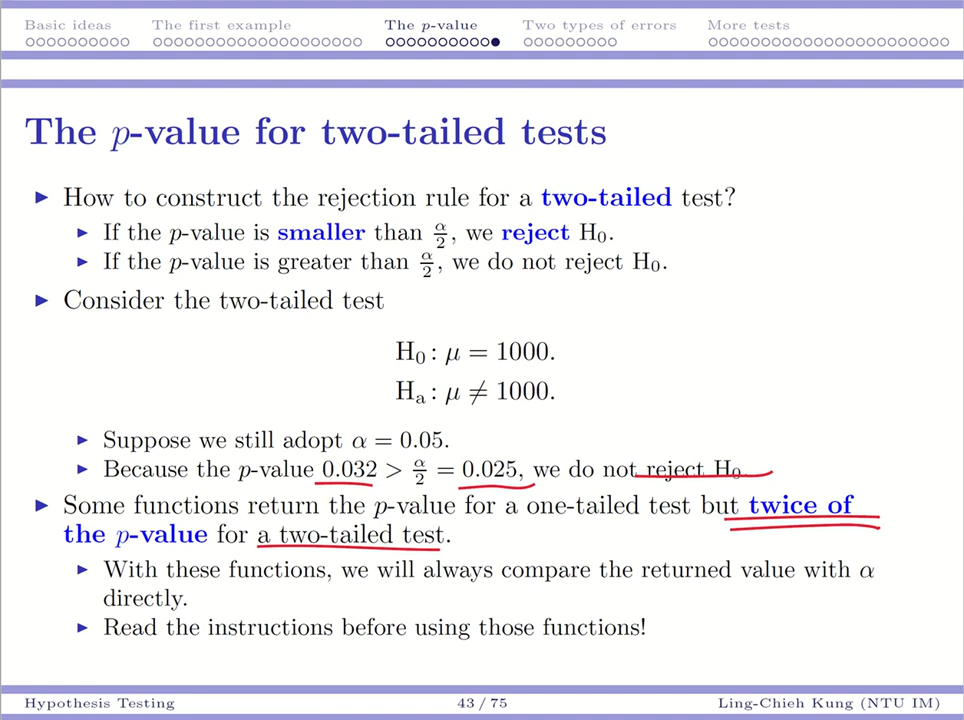 Basic ideas The first example The p-value Two types of errors More tests
The p-value for two-tailed tests
▶ How to construct the rejection rule for a two-tailed test?
▶ If the p-value is smaller than α/2, we reject H₀.
▶ If the p-value is greater than α/2, we do not reject H₀.
▶ Consider the two-tailed test
H₀ : μ = 1000.
Hₐ : μ ≠ 1000.
▶ Suppose we still adopt α = 0.05.
▶ Because the p-value 0.032 > α/2 = 0.025, we do not reject H₀.
▶ Some functions return the p-value for a one-tailed test but twice of
the p-value for a two-tailed test.
▶ With these functions, we will always compare the returned value with α
directly.
▶ Read the instructions before using those functions!
Hypothesis Testing 43 / 75 Ling-Chieh Kung (NTU IM)